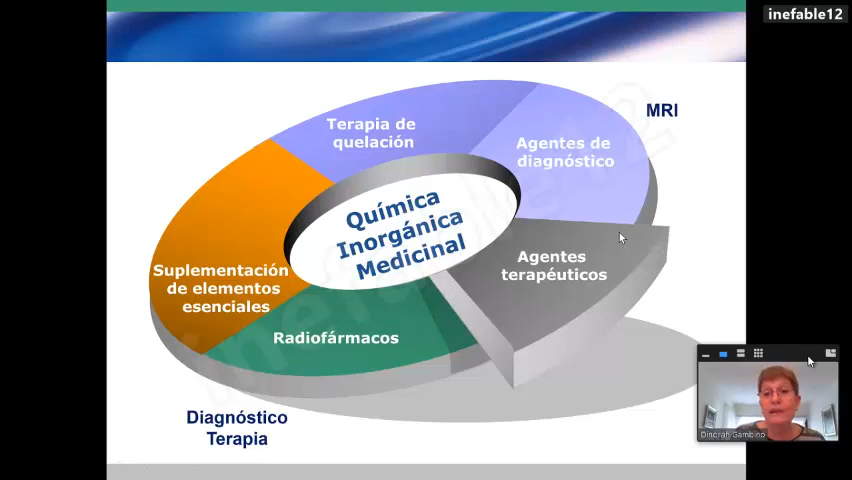 inefable12
MRI
Terapia de
quelación
Agentes de
diagnóstico
Química
Inorgánica
Medicinal
Agentes
terapéuticos
Suplementación
de elementos
esenciales
Radiofármacos
Diagnóstico
Terapia
Dinorah Gambino
inefable12